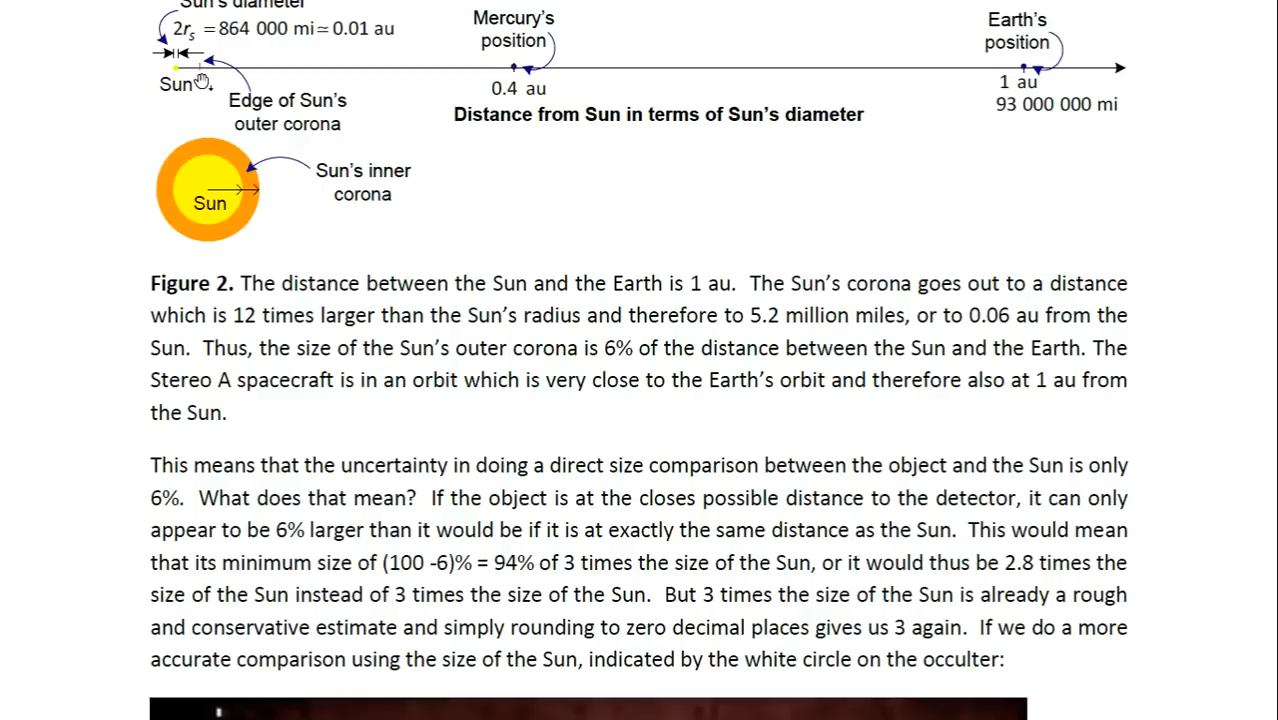 Sun's diameter
2rs = 864 000 mi ≃ 0.01 au
Mercury's
position
Earth's
position
Sun
0.4 au
1 au
93 000 000 mi
Edge of Sun's
outer corona
Distance from Sun in terms of Sun's diameter
Sun's inner
corona
Sun
Figure 2. The distance between the Sun and the Earth is 1 au. The Sun's corona goes out to a distance
which is 12 times larger than the Sun's radius and therefore to 5.2 million miles, or to 0.06 au from the
Sun. Thus, the size of the Sun's outer corona is 6% of the distance between the Sun and the Earth. The
Stereo A spacecraft is in an orbit which is very close to the Earth's orbit and therefore also at 1 au from
the Sun.
This means that the uncertainty in doing a direct size comparison between the object and the Sun is only
6%. What does that mean? If the object is at the closes possible distance to the detector, it can only
appear to be 6% larger than it would be if it is at exactly the same distance as the Sun. This would mean
that its minimum size of (100 -6)% = 94% of 3 times the size of the Sun, or it would thus be 2.8 times the
size of the Sun instead of 3 times the size of the Sun. But 3 times the size of the Sun is already a rough
and conservative estimate and simply rounding to zero decimal places gives us 3 again. If we do a more
accurate comparison using the size of the Sun, indicated by the white circle on the occulter: